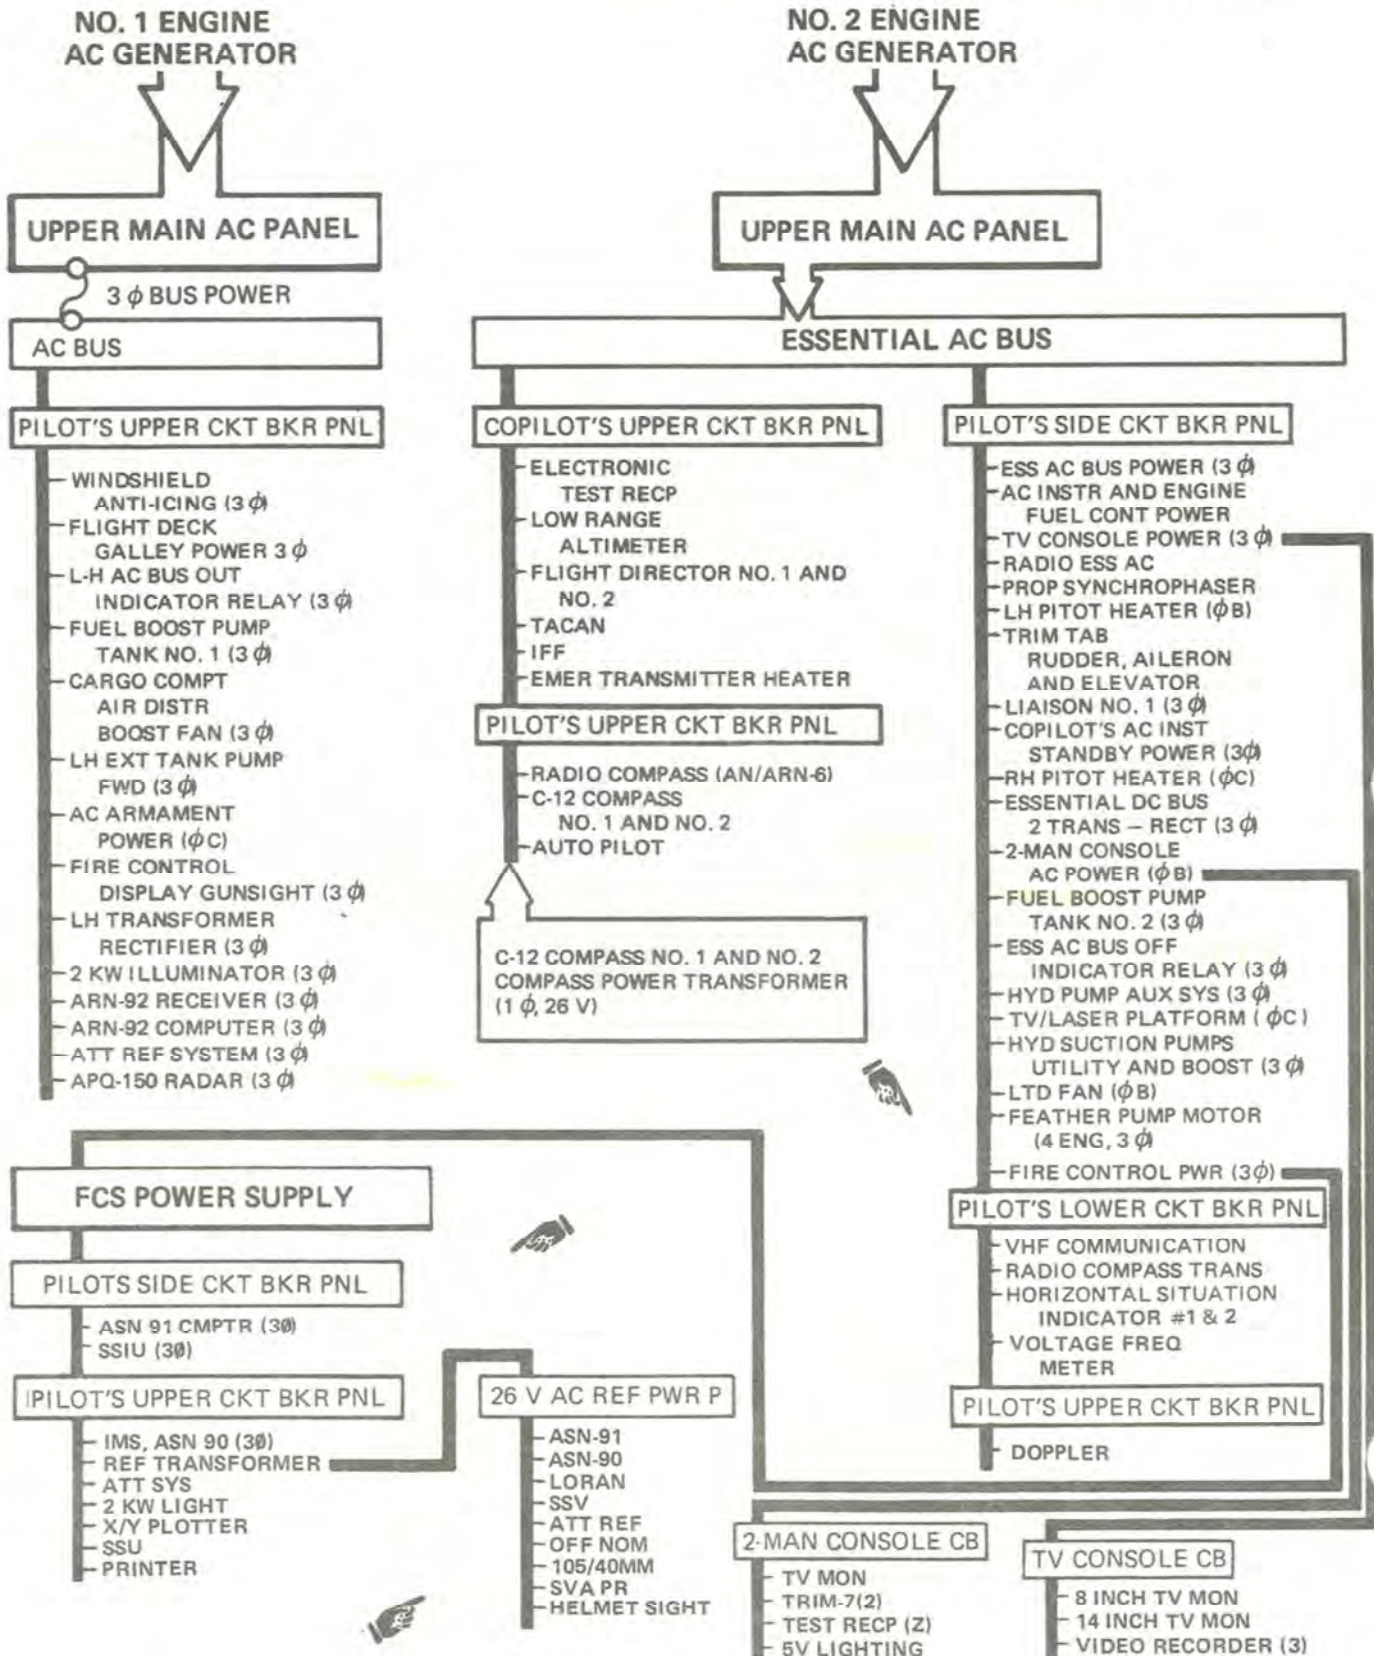 NO. 1 ENGINE
AC GENERATOR
UPPER MAIN AC PANEL
3 ϕ BUS POWER
AC BUS
PILOT'S UPPER CKT BKR PNL
WINDSHIELD
ANTI-ICING (3 ϕ)
FLIGHT DECK
GALLEY POWER 3 ϕ
L-H AC BUS OUT
INDICATOR RELAY (3 ϕ)
FUEL BOOST PUMP
TANK NO. 1 (3 ϕ)
CARGO COMPT
AIR DISTR
BOOST FAN (3 ϕ)
LH EXT TANK PUMP
FWD (3 ϕ)
AC ARMAMENT
POWER (ϕC)
FIRE CONTROL
DISPLAY GUNSIGHT (3 ϕ)
LH TRANSFORMER
RECTIFIER (3 ϕ)
2 KW ILLUMINATOR (3 ϕ)
ARN-92 RECEIVER (3 ϕ)
ARN-92 COMPUTER (3 ϕ)
ATT REF SYSTEM (3 ϕ)
APQ-150 RADAR (3 ϕ)
NO. 2 ENGINE
AC GENERATOR
UPPER MAIN AC PANEL
ESSENTIAL AC BUS
COPILOT'S UPPER CKT BKR PNL
ELECTRONIC
TEST RECP
LOW RANGE
ALTIMETER
FLIGHT DIRECTOR NO. 1 AND
NO. 2
TACAN
IFF
EMER TRANSMITTER HEATER
PILOT'S UPPER CKT BKR PNL
RADIO COMPASS (AN/ARN-6)
C-12 COMPASS
NO. 1 AND NO. 2
AUTO PILOT
C-12 COMPASS NO. 1 AND NO. 2
COMPASS POWER TRANSFORMER
(1 ϕ, 26 V)
PILOT'S SIDE CKT BKR PNL
ESS AC BUS POWER (3 ϕ)
AC INSTR AND ENGINE
FUEL CONT POWER
TV CONSOLE POWER (3 ϕ)
RADIO ESS AC
PROP SYNCHROPHASER
LH PITOT HEATER (ϕB)
TRIM TAB
RUDDER, AILERON
AND ELEVATOR
LIAISON NO. 1 (3 ϕ)
COPILOT'S AC INST
STANDBY POWER (3ϕ)
RH PITOT HEATER (ϕC)
ESSENTIAL DC BUS
2 TRANS – RECT (3 ϕ)
2-MAN CONSOLE
AC POWER (ϕB)
FUEL BOOST PUMP
TANK NO. 2 (3 ϕ)
ESS AC BUS OFF
INDICATOR RELAY (3 ϕ)
HYD PUMP AUX SYS (3 ϕ)
TV/LASER PLATFORM ( ϕC)
HYD SUCTION PUMPS
UTILITY AND BOOST (3 ϕ)
LTD FAN (ϕB)
FEATHER PUMP MOTOR
(4 ENG, 3 ϕ)
FIRE CONTROL PWR (3ϕ)
PILOT'S LOWER CKT BKR PNL
VHF COMMUNICATION
RADIO COMPASS TRANS
HORIZONTAL SITUATION
INDICATOR #1 & 2
VOLTAGE FREQ
METER
PILOT'S UPPER CKT BKR PNL
DOPPLER
FCS POWER SUPPLY
PILOTS SIDE CKT BKR PNL
ASN 91 CMPTR (3Ø)
SSIU (3Ø)
PILOT'S UPPER CKT BKR PNL
IMS, ASN 90 (3Ø)
REF TRANSFORMER
ATT SYS
2 KW LIGHT
X/Y PLOTTER
SSU
PRINTER
26 V AC REF PWR P
ASN-91
ASN-90
LORAN
SSV
ATT REF
OFF NOM
105/40MM
SVA PR
HELMET SIGHT
2-MAN CONSOLE CB
TV MON
TRIM-7(2)
TEST RECP (Z)
5V LIGHTING
TV CONSOLE CB
8 INCH TV MON
14 INCH TV MON
VIDEO RECORDER (3)